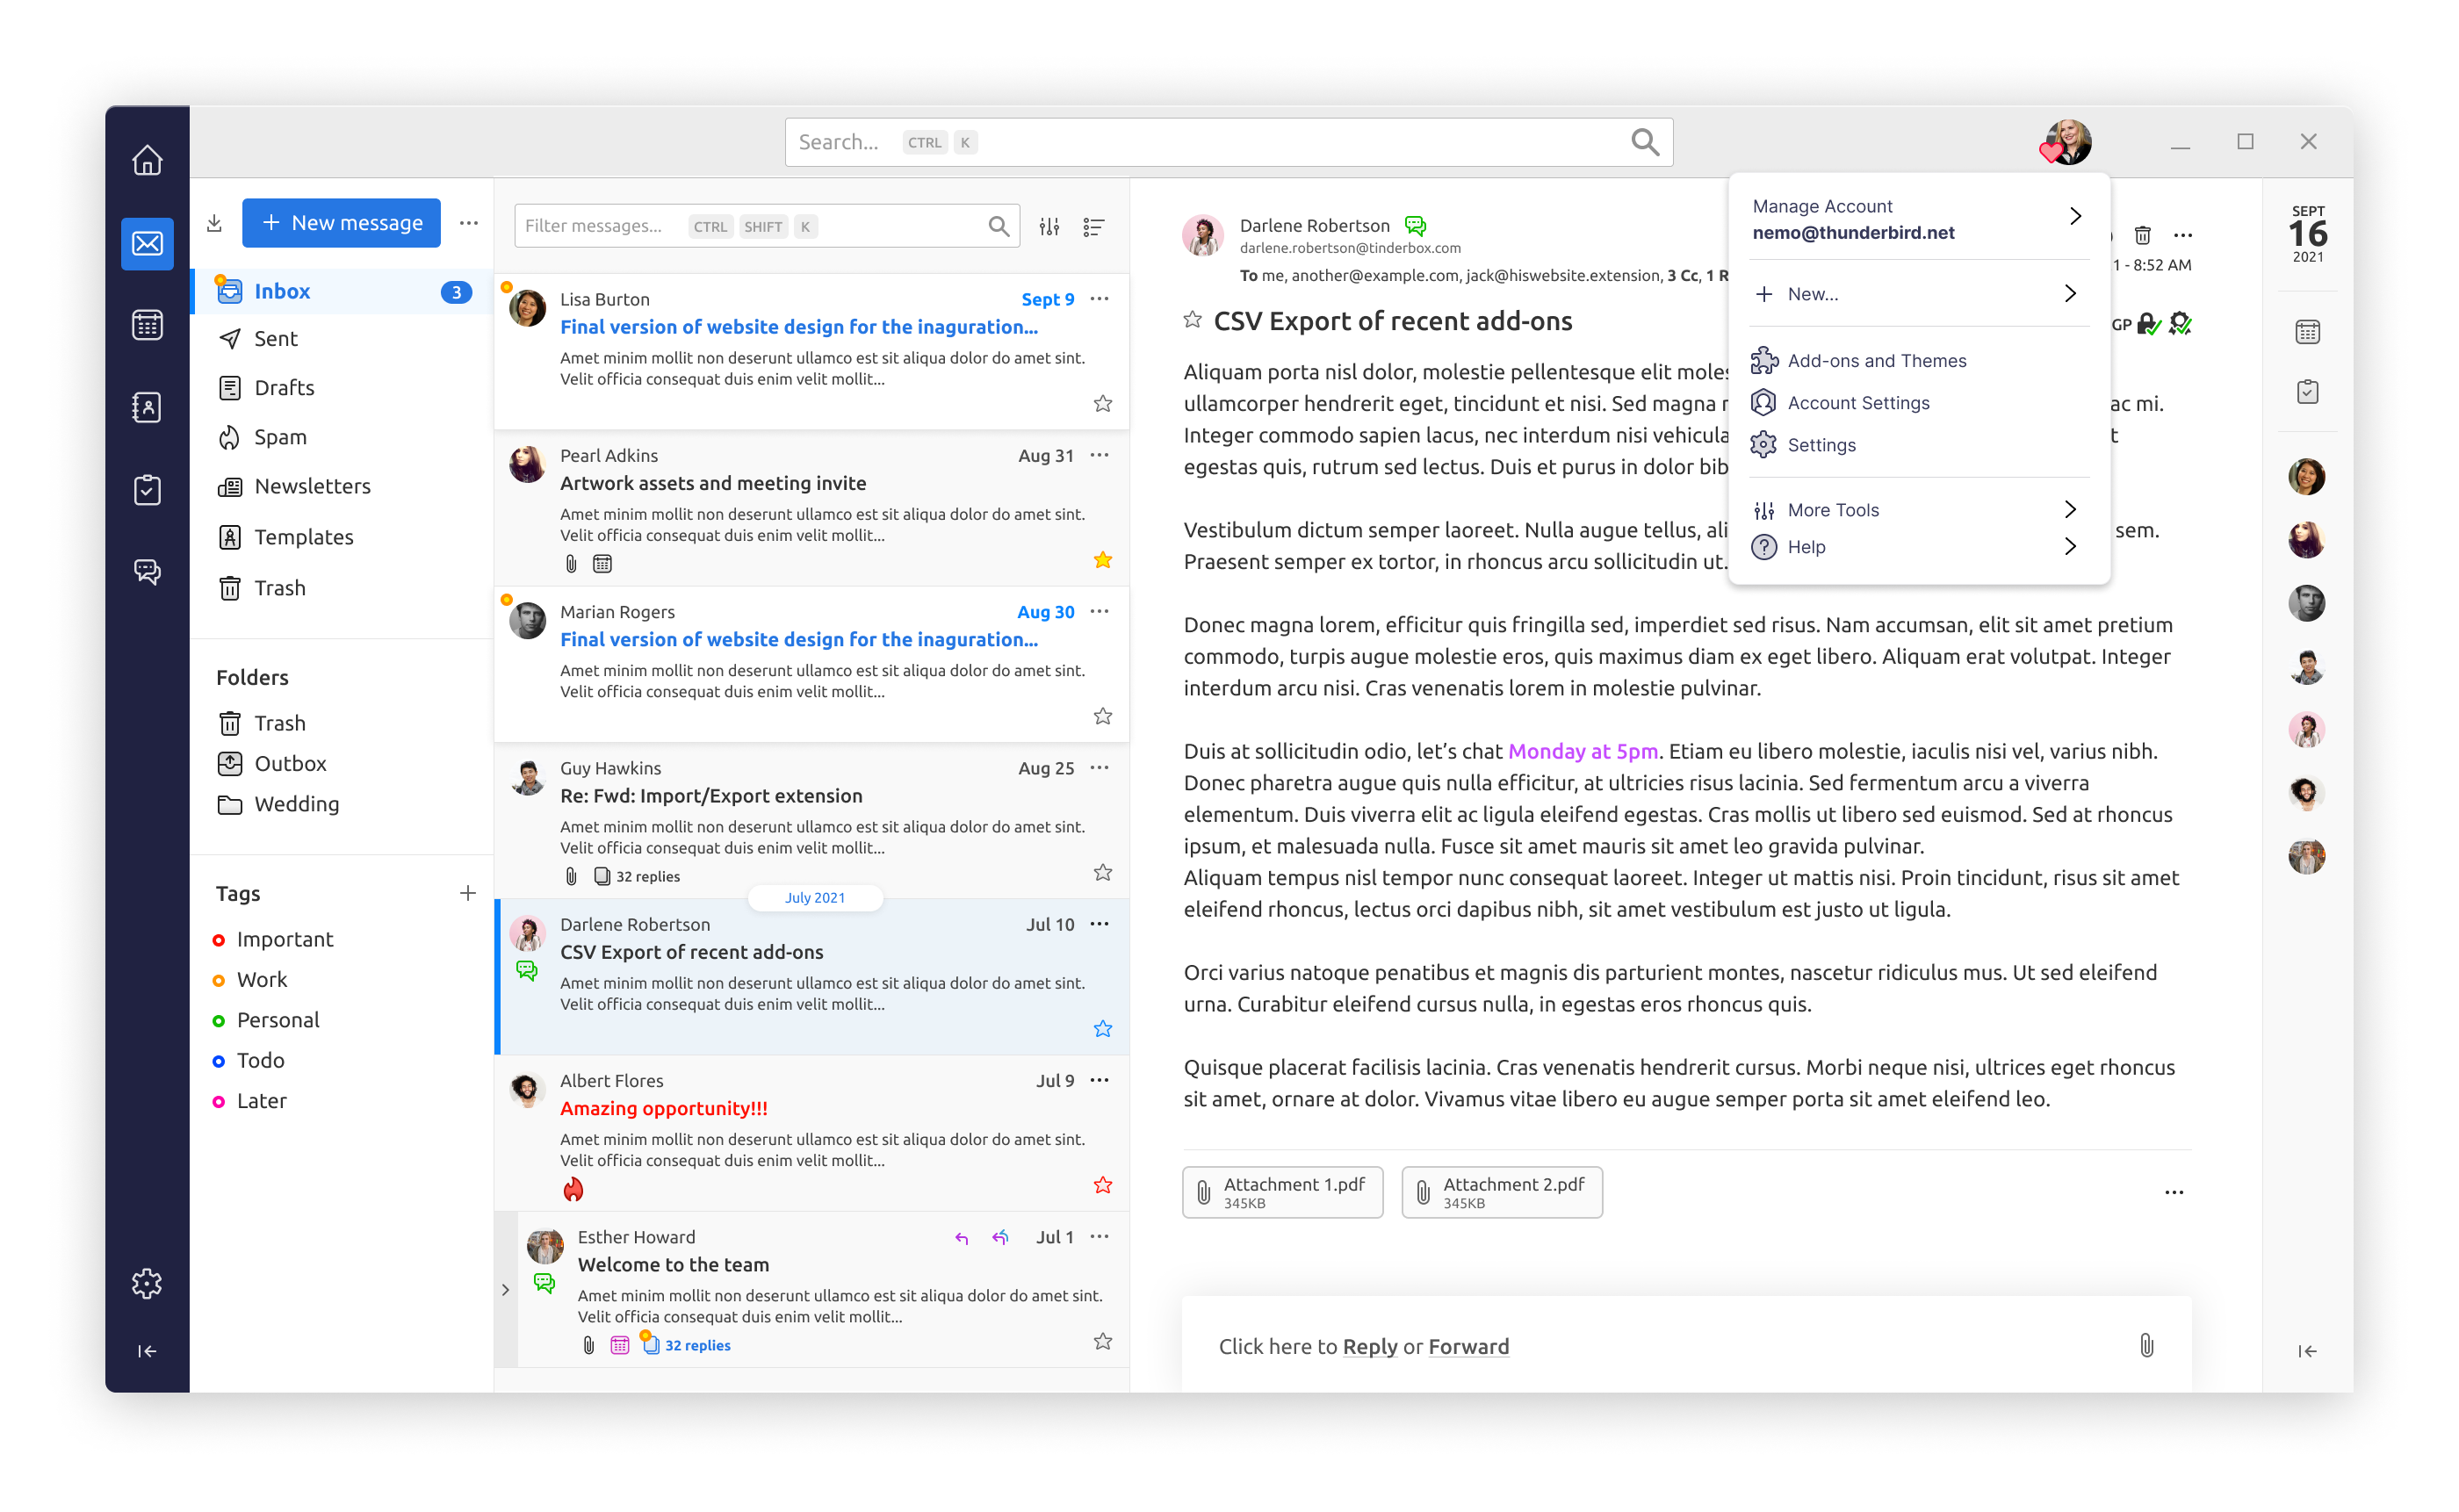 Search... CTRL K
New message
Inbox 3
Sent
Drafts
Spam
Newsletters
Templates
Trash
Folders
Trash
Outbox
Wedding
Tags
Important
Work
Personal
Todo
Later
Filter messages... CTRL SHIFT K
Lisa Burton Sept 9
Final version of website design for the inaguration...
Amet minim mollit non deserunt ullamco est sit aliqua dolor do amet sint.
Velit officia consequat duis enim velit mollit...
Pearl Adkins Aug 31
Artwork assets and meeting invite
Amet minim mollit non deserunt ullamco est sit aliqua dolor do amet sint.
Velit officia consequat duis enim velit mollit...
Marian Rogers Aug 30
Final version of website design for the inaguration...
Amet minim mollit non deserunt ullamco est sit aliqua dolor do amet sint.
Velit officia consequat duis enim velit mollit...
Guy Hawkins Aug 25
Re: Fwd: Import/Export extension
Amet minim mollit non deserunt ullamco est sit aliqua dolor do amet sint.
Velit officia consequat duis enim velit mollit...
32 replies
July 2021
Darlene Robertson Jul 10
CSV Export of recent add-ons
Amet minim mollit non deserunt ullamco est sit aliqua dolor do amet sint.
Velit officia consequat duis enim velit mollit...
Albert Flores Jul 9
Amazing opportunity!!!
Amet minim mollit non deserunt ullamco est sit aliqua dolor do amet sint.
Velit officia consequat duis enim velit mollit...
Esther Howard Jul 1
Welcome to the team
Amet minim mollit non deserunt ullamco est sit aliqua dolor do amet sint.
Velit officia consequat duis enim velit mollit...
32 replies
Darlene Robertson
darlene.robertson@tinderbox.com
To me, another@example.com, jack@hiswebsite.extension, 3 Cc, 1 R
1 - 8:52 AM
CSV Export of recent add-ons
GP
Aliquam porta nisl dolor, molestie pellentesque elit moles
ullamcorper hendrerit eget, tincidunt et nisi. Sed magna ac mi.
Integer commodo sapien lacus, nec interdum nisi vehicula
egestas quis, rutrum sed lectus. Duis et purus in dolor bib
Vestibulum dictum semper laoreet. Nulla augue tellus, ali sem.
Praesent semper ex tortor, in rhoncus arcu sollicitudin ut.
Donec magna lorem, efficitur quis fringilla sed, imperdiet sed risus. Nam accumsan, elit sit amet pretium
commodo, turpis augue molestie eros, quis maximus diam ex eget libero. Aliquam erat volutpat. Integer
interdum arcu nisi. Cras venenatis lorem in molestie pulvinar.
Duis at sollicitudin odio, let’s chat Monday at 5pm. Etiam eu libero molestie, iaculis nisi vel, varius nibh.
Donec pharetra augue quis nulla efficitur, at ultricies risus lacinia. Sed fermentum arcu a viverra
elementum. Duis viverra elit ac ligula eleifend egestas. Cras mollis ut libero sed euismod. Sed at rhoncus
ipsum, et malesuada nulla. Fusce sit amet mauris sit amet leo gravida pulvinar.
Aliquam tempus nisl tempor nunc consequat laoreet. Integer ut mattis nisi. Proin tincidunt, risus sit amet
eleifend rhoncus, lectus orci dapibus nibh, sit amet vestibulum est justo ut ligula.
Orci varius natoque penatibus et magnis dis parturient montes, nascetur ridiculus mus. Ut sed eleifend
urna. Curabitur eleifend cursus nulla, in egestas eros rhoncus quis.
Quisque placerat facilisis lacinia. Cras venenatis hendrerit cursus. Morbi neque nisi, ultrices eget rhoncus
sit amet, ornare at dolor. Vivamus vitae libero eu augue semper porta sit amet eleifend leo.
Attachment 1.pdf
345KB
Attachment 2.pdf
345KB
Click here to Reply or Forward
Manage Account
nemo@thunderbird.net
New...
Add-ons and Themes
Account Settings
Settings
More Tools
Help
SEPT
16
2021